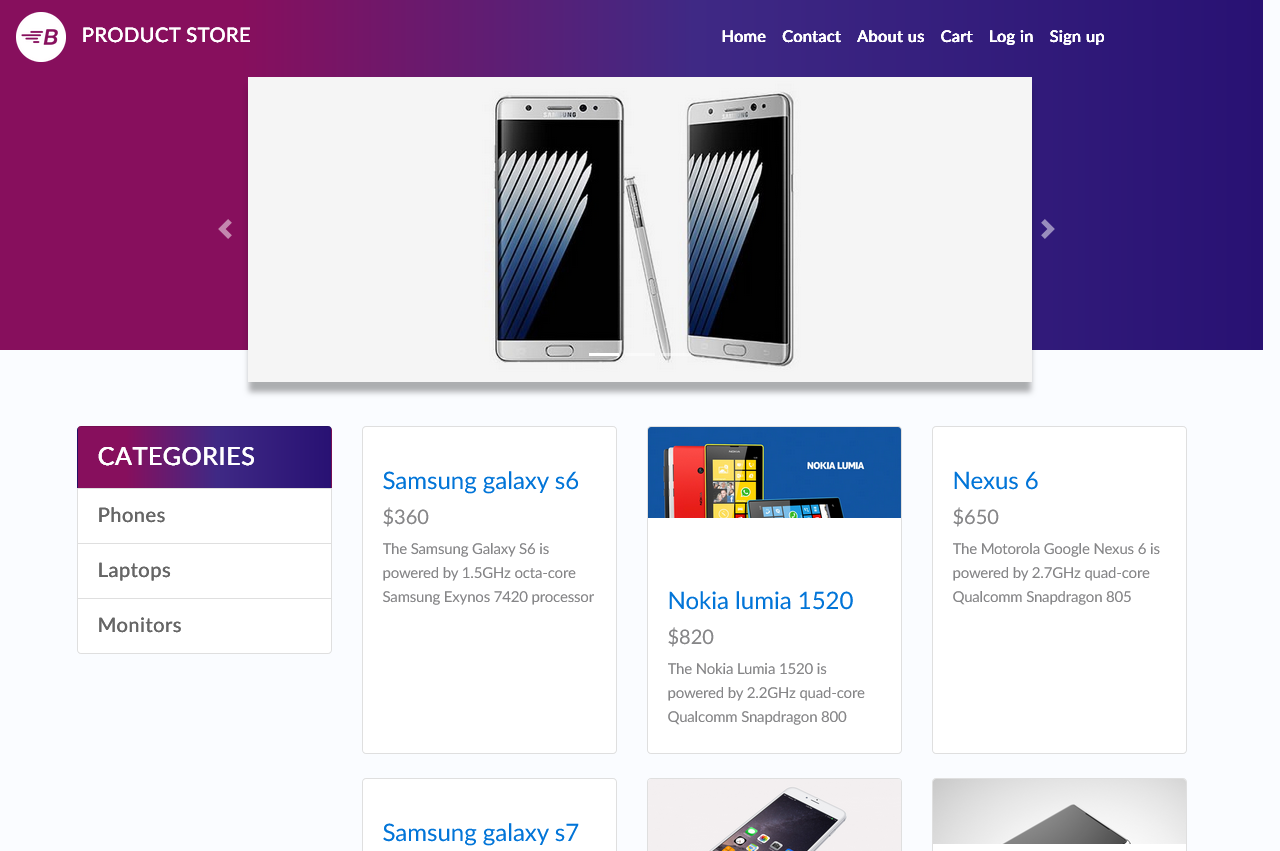 B PRODUCT STORE
Home Contact About us Cart Log in Sign up
SAMSUNG
SAMSUNG
CATEGORIES
Phones
Laptops
Monitors
Samsung galaxy s6
$360
The Samsung Galaxy S6 is
powered by 1.5GHz octa-core
Samsung Exynos 7420 processor
NOKIA LUMIA
Nokia lumia 1520
$820
The Nokia Lumia 1520 is
powered by 2.2GHz quad-core
Qualcomm Snapdragon 800
Nexus 6
$650
The Motorola Google Nexus 6 is
powered by 2.7GHz quad-core
Qualcomm Snapdragon 805
Samsung galaxy s7